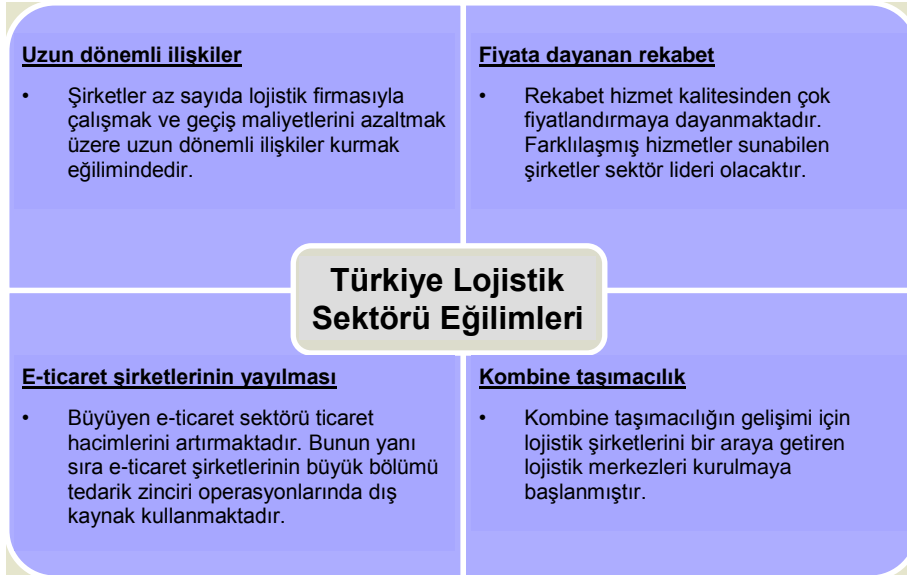 Uzun dönemli ilişkiler
• Şirketler az sayıda lojistik firmasıyla
çalışmak ve geçiş maliyetlerini azaltmak
üzere uzun dönemli ilişkiler kurmak
eğilimindedir.
Fiyata dayanan rekabet
• Rekabet hizmet kalitesinden çok
fiyatlandırmaya dayanmaktadır.
Farklılaşmış hizmetler sunabilen
şirketler sektör lideri olacaktır.
Türkiye Lojistik
Sektörü Eğilimleri
E-ticaret şirketlerinin yayılması
• Büyüyen e-ticaret sektörü ticaret
hacimlerini artırmaktadır. Bunun yanı
sıra e-ticaret şirketlerinin büyük bölümü
tedarik zinciri operasyonlarında dış
kaynak kullanmaktadır.
Kombine taşımacılık
• Kombine taşımacılığın gelişimi için
lojistik şirketlerini bir araya getiren
lojistik merkezleri kurulmaya
başlanmıştır.